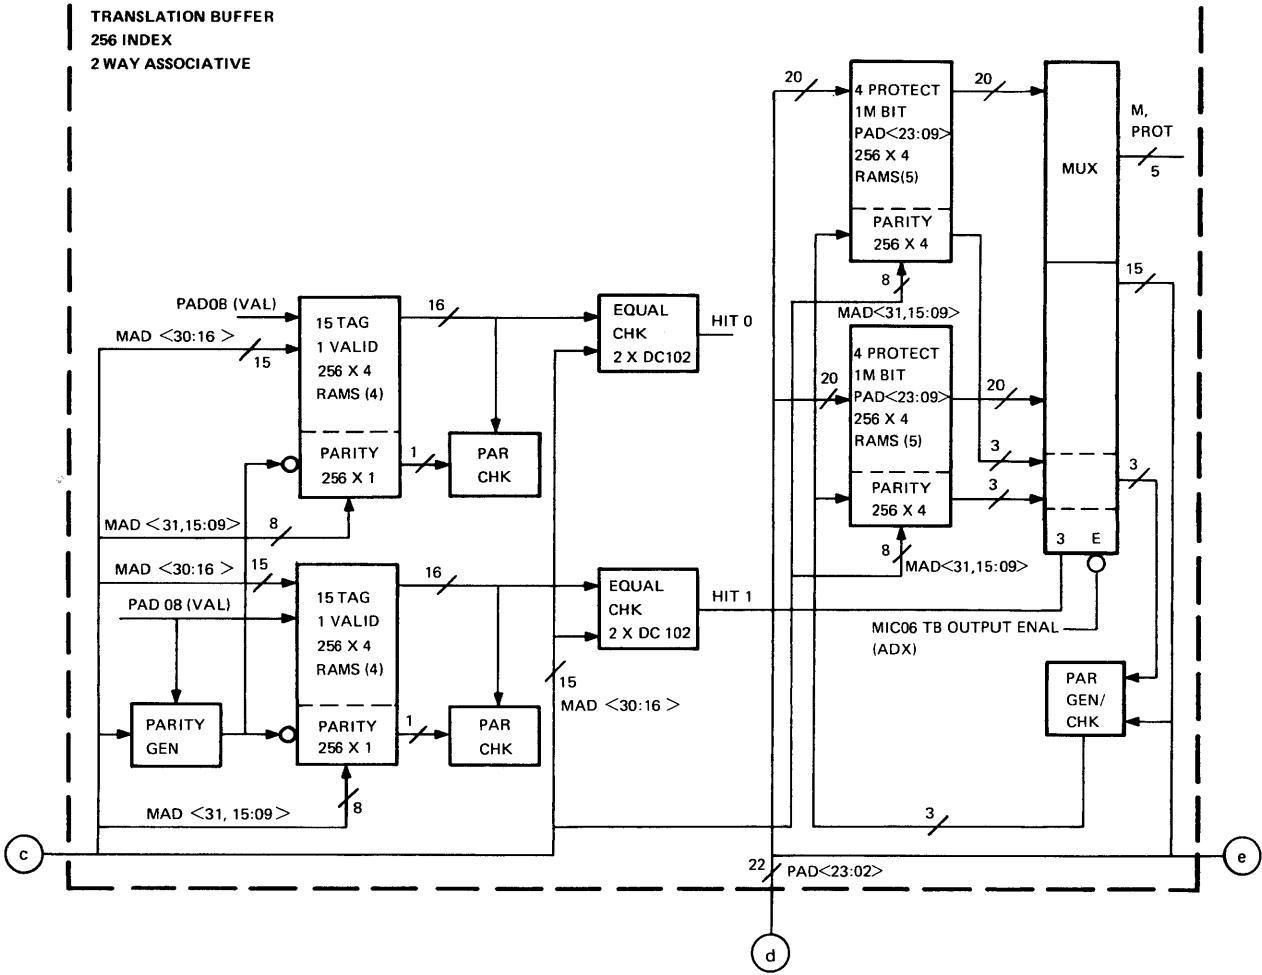 TRANSLATION BUFFER
256 INDEX
2 WAY ASSOCIATIVE
PAD08 (VAL)
MAD <30:16 >
15
15 TAG
1 VALID
256 X 4
RAMS (4)
PARITY
256 X 1
16
1
PAR
CHK
EQUAL
CHK
2 X DC102
HIT 0
MAD <31,15:09>
8
MAD <30:16 >
15
PAD 08 (VAL)
PARITY
GEN
15 TAG
1 VALID
256 X 4
RAMS (4)
PARITY
256 X 1
16
1
PAR
CHK
EQUAL
CHK
2 X DC 102
HIT 1
15
MAD <30:16 >
MAD <31, 15:09>
8
c
20
4 PROTECT
1M BIT
PAD<23:09>
256 X 4
RAMS(5)
PARITY
256 X 4
20
8
MAD<31,15:09>
20
4 PROTECT
1M BIT
PAD<23:09>
256 X 4
RAMS (5)
PARITY
256 X 4
20
3
3
8
MAD<31,15:09>
MUX
3 E
M,
PROT
5
15
3
MIC06 TB OUTPUT ENAL
(ADX)
PAR
GEN/
CHK
3
22
PAD<23:02>
d
e